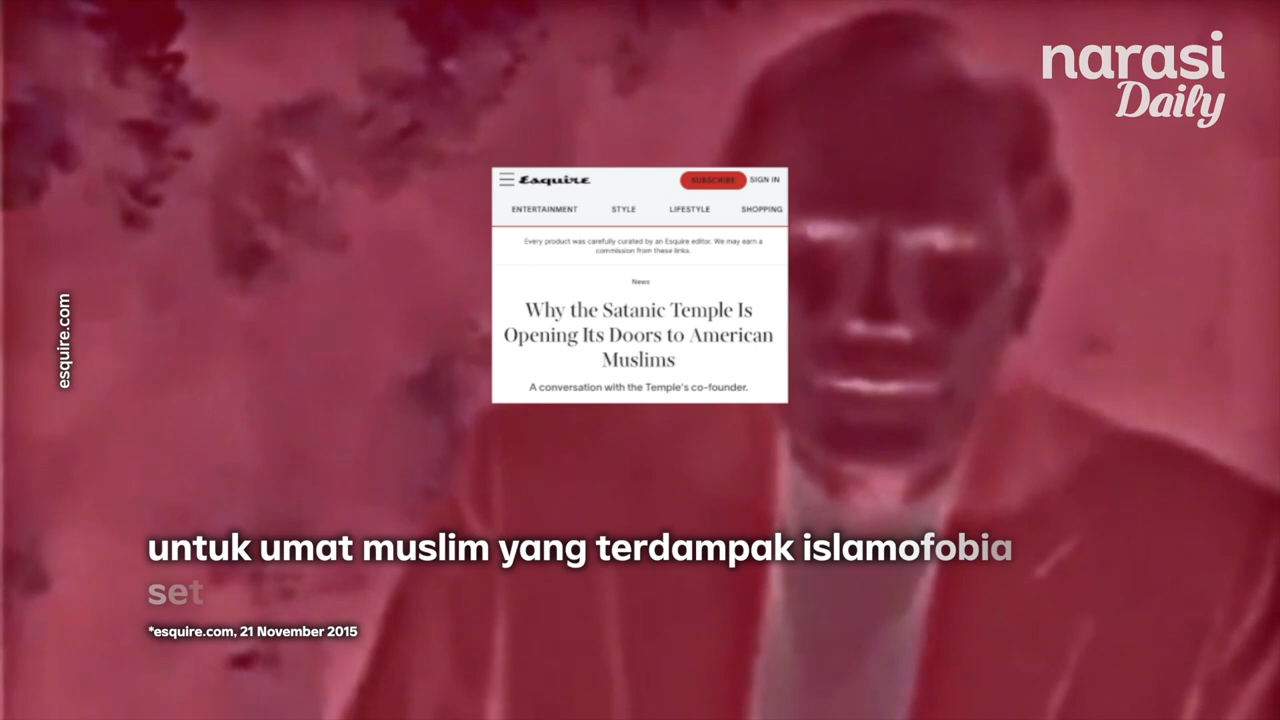 narasi
Daily
Esquire
SUBSCRIBE
SIGN IN
ENTERTAINMENT
STYLE
LIFESTYLE
SHOPPING
Every product was carefully curated by an Esquire editor. We may earn a
commission from these links.
News
Why the Satanic Temple Is
Opening Its Doors to American
Muslims
A conversation with the Temple's co-founder.
esquire.com
untuk umat muslim yang terdampak islamofobia
set
*esquire.com, 21 November 2015